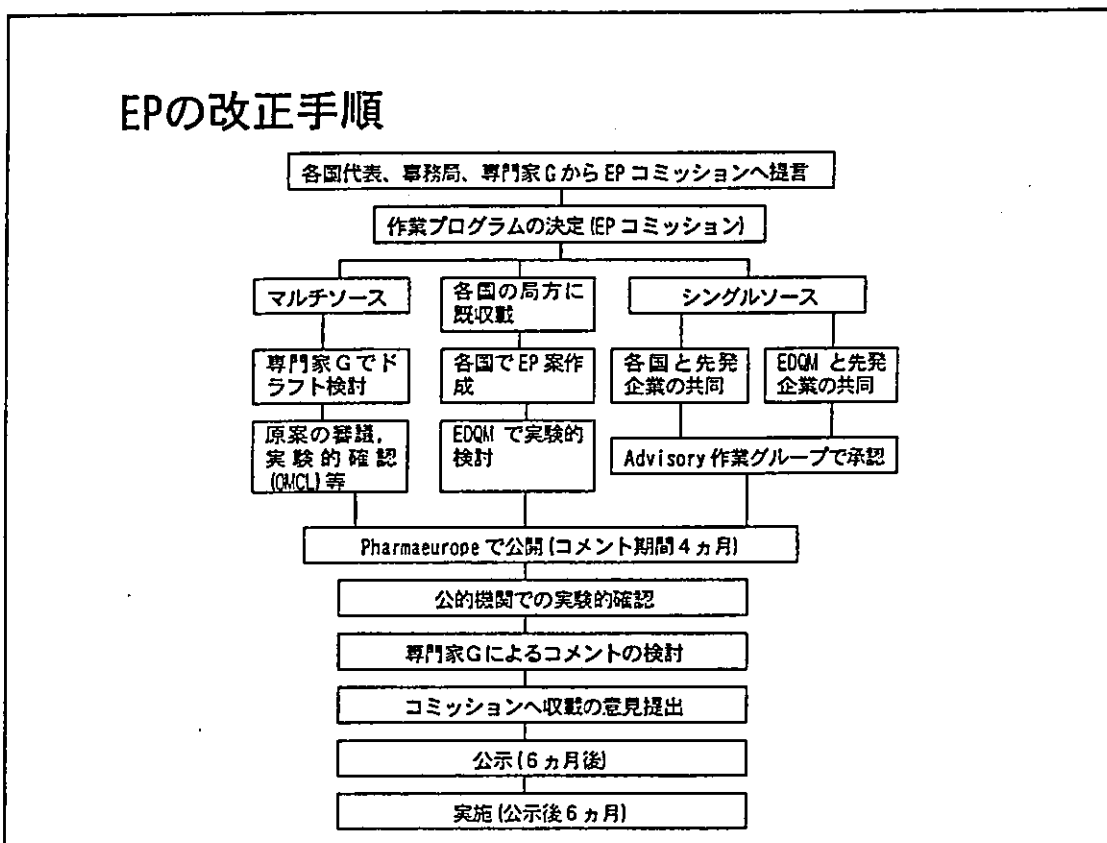 EPの改正手順
各国代表、事務局、専門家GからEPコミッションへ提言
作業プログラムの決定(EPコミッション)
マルチソース
各国の局方に
既収載
シングルソース
専門家Gでド
ラフト検討
各国でEP案作
成
各国と先発
企業の共同
EDQMと先発
企業の共同
原案の審議,
実験的確認
(OMCL)等
EDQMで実験的
検討
Advisory作業グループで承認
Pharmaeuropeで公開(コメント期間4ヵ月)
公的機関での実験的確認
専門家Gによるコメントの検討
コミッションへ収載の意見提出
公示(6ヵ月後)
実施(公示後6ヵ月)